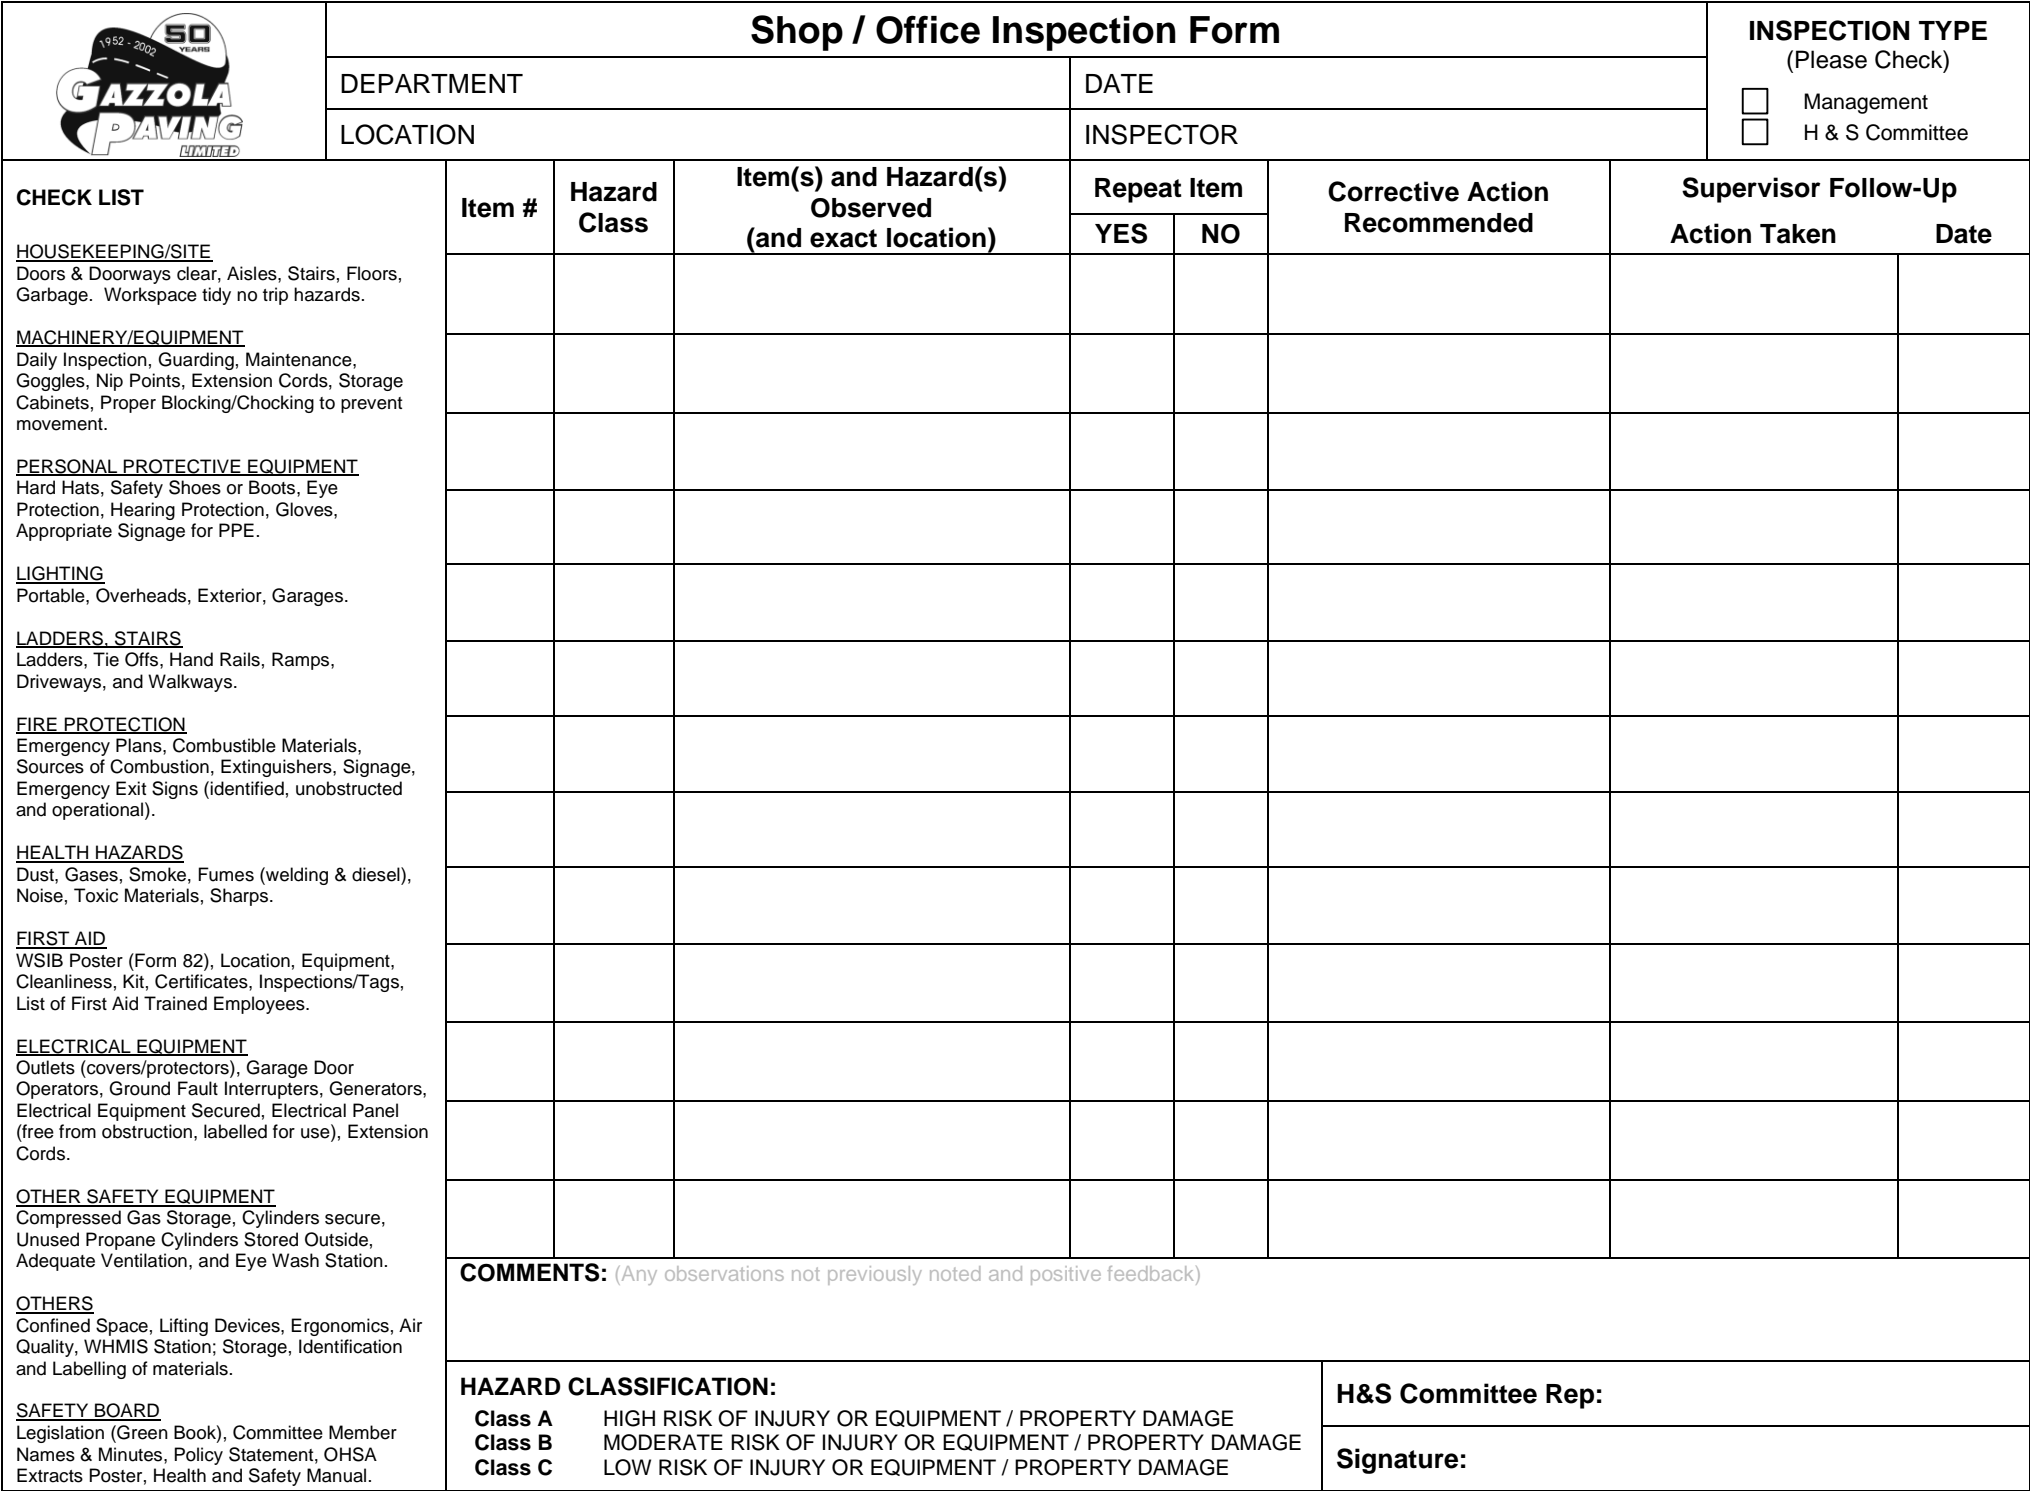 1952 - 2002
50
YEARS
GAZZOLA
PAVING
LIMITED
Shop / Office Inspection Form
DEPARTMENT
DATE
LOCATION
INSPECTOR
INSPECTION TYPE
(Please Check)
Management
H & S Committee
CHECK LIST
HOUSEKEEPING/SITE
Doors & Doorways clear, Aisles, Stairs, Floors,
Garbage.  Workspace tidy no trip hazards.
MACHINERY/EQUIPMENT
Daily Inspection, Guarding, Maintenance,
Goggles, Nip Points, Extension Cords, Storage
Cabinets, Proper Blocking/Chocking to prevent
movement.
PERSONAL PROTECTIVE EQUIPMENT
Hard Hats, Safety Shoes or Boots, Eye
Protection, Hearing Protection, Gloves,
Appropriate Signage for PPE.
LIGHTING
Portable, Overheads, Exterior, Garages.
LADDERS, STAIRS
Ladders, Tie Offs, Hand Rails, Ramps,
Driveways, and Walkways.
FIRE PROTECTION
Emergency Plans, Combustible Materials,
Sources of Combustion, Extinguishers, Signage,
Emergency Exit Signs (identified, unobstructed
and operational).
HEALTH HAZARDS
Dust, Gases, Smoke, Fumes (welding & diesel),
Noise, Toxic Materials, Sharps.
FIRST AID
WSIB Poster (Form 82), Location, Equipment,
Cleanliness, Kit, Certificates, Inspections/Tags,
List of First Aid Trained Employees.
ELECTRICAL EQUIPMENT
Outlets (covers/protectors), Garage Door
Operators, Ground Fault Interrupters, Generators,
Electrical Equipment Secured, Electrical Panel
(free from obstruction, labelled for use), Extension
Cords.
OTHER SAFETY EQUIPMENT
Compressed Gas Storage, Cylinders secure,
Unused Propane Cylinders Stored Outside,
Adequate Ventilation, and Eye Wash Station.
OTHERS
Confined Space, Lifting Devices, Ergonomics, Air
Quality, WHMIS Station; Storage, Identification
and Labelling of materials.
SAFETY BOARD
Legislation (Green Book), Committee Member
Names & Minutes, Policy Statement, OHSA
Extracts Poster, Health and Safety Manual.
Item #
Hazard
Class
Item(s) and Hazard(s)
Observed
(and exact location)
Repeat Item
YES
NO
Corrective Action
Recommended
Supervisor Follow-Up
Action Taken
Date
COMMENTS: (Any observations not previously noted and positive feedback)
HAZARD CLASSIFICATION:
Class A HIGH RISK OF INJURY OR EQUIPMENT / PROPERTY DAMAGE
Class B MODERATE RISK OF INJURY OR EQUIPMENT / PROPERTY DAMAGE
Class C LOW RISK OF INJURY OR EQUIPMENT / PROPERTY DAMAGE
H&S Committee Rep:
Signature: